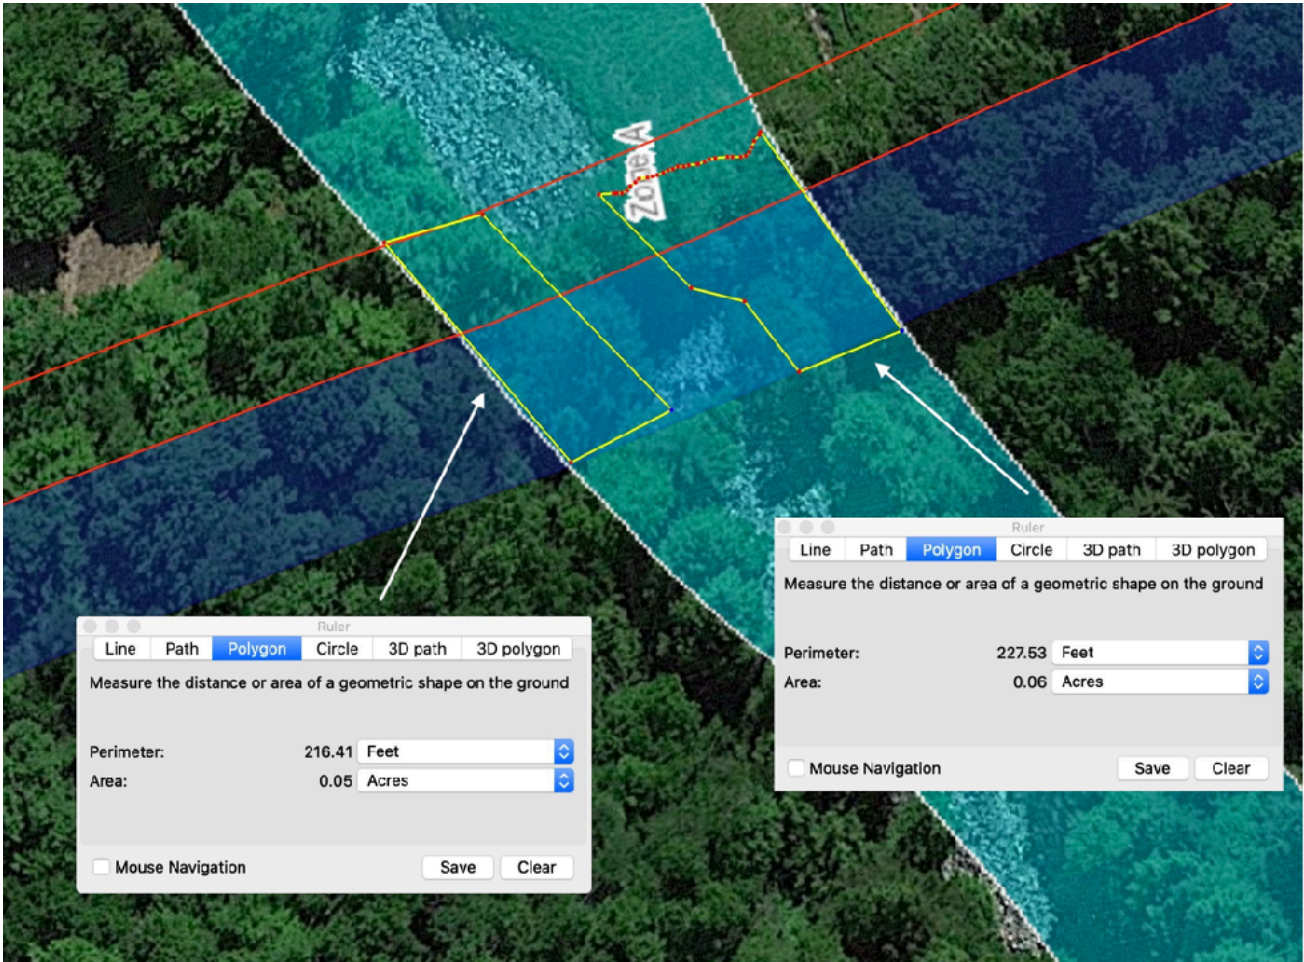 Zone A
Ruler
Line Path Polygon Circle 3D path 3D polygon
Measure the distance or area of a geometric shape on the ground
Perimeter: 227.53 Feet
Area: 0.06 Acres
Mouse Navigation Save Clear
Ruler
Line Path Polygon Circle 3D path 3D polygon
Measure the distance or area of a geometric shape on the ground
Perimeter: 216.41 Feet
Area: 0.05 Acres
Mouse Navigation Save Clear